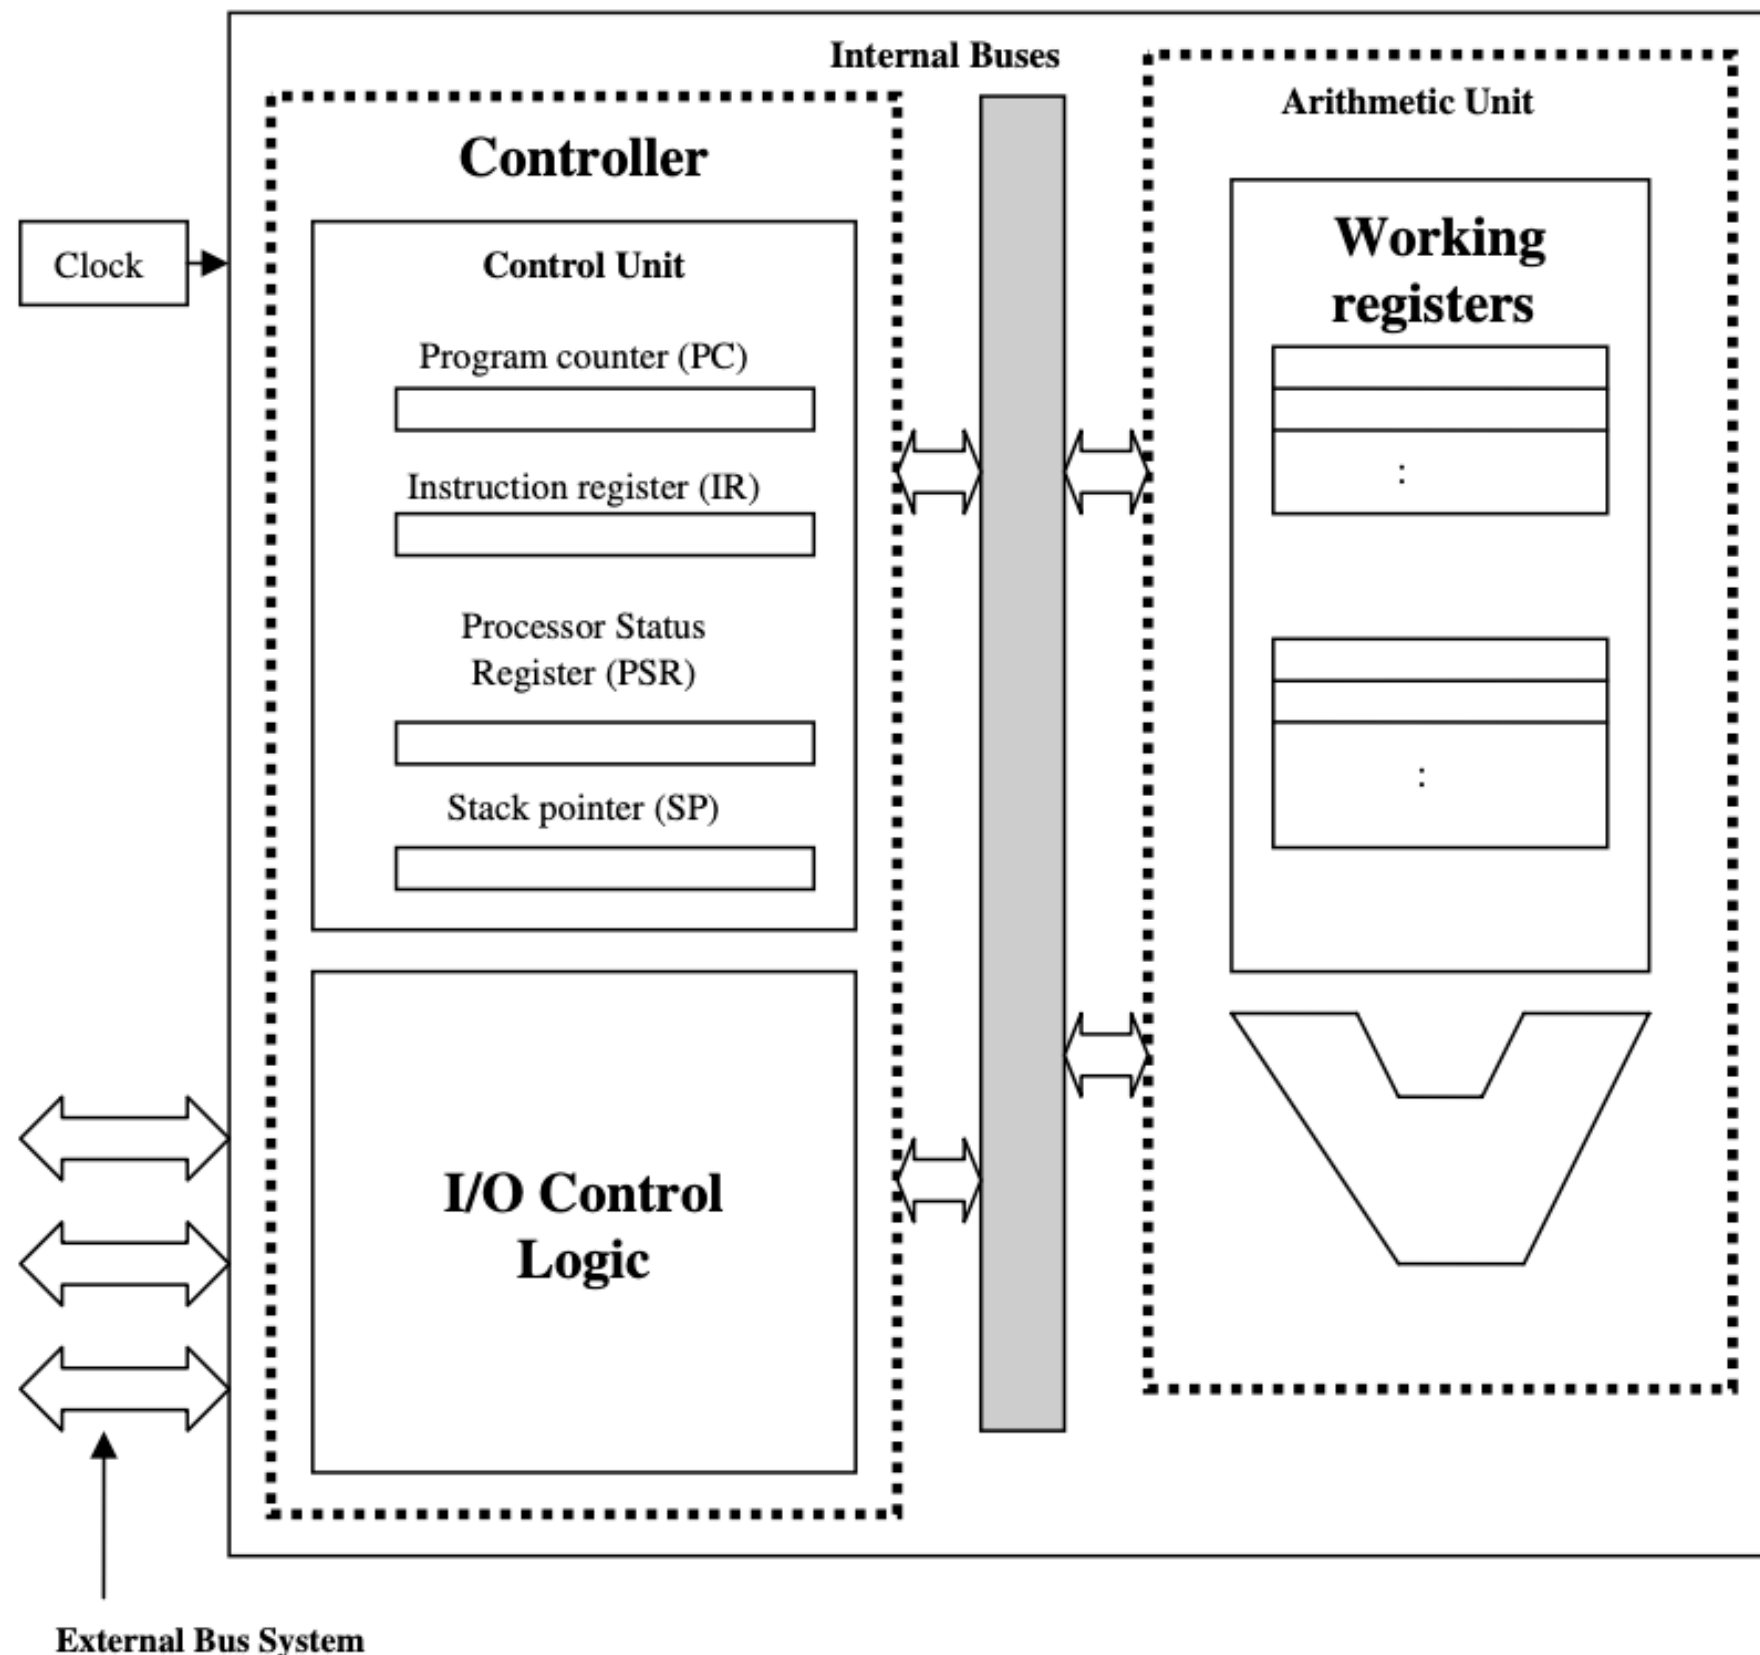 Internal Buses
Arithmetic Unit
Controller
Working
registers
Clock
Control Unit
Program counter (PC)
Instruction register (IR)
:
Processor Status
Register (PSR)
:
Stack pointer (SP)
I/O Control
Logic
External Bus System